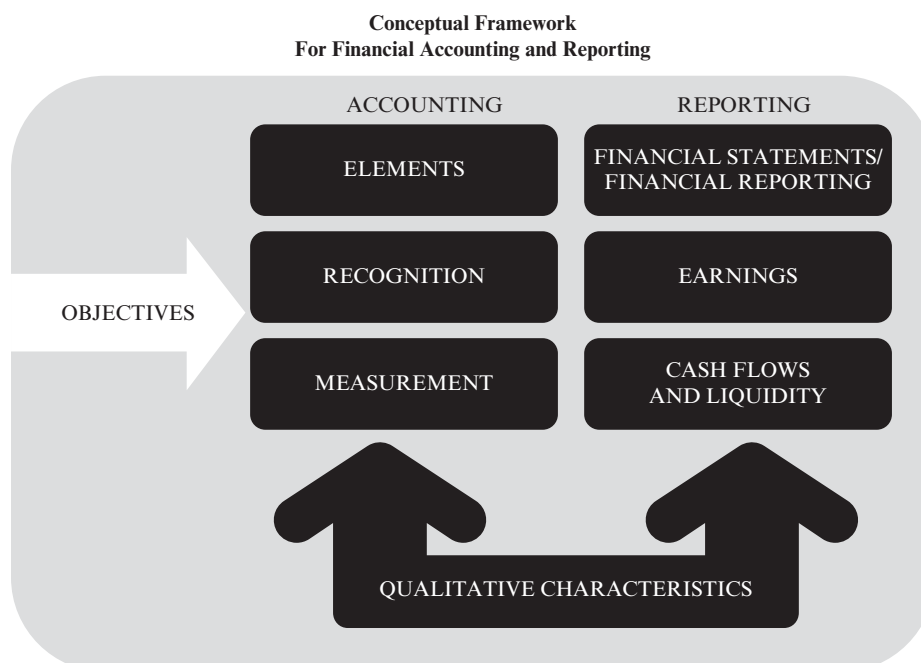 Conceptual Framework
For Financial Accounting and Reporting
ACCOUNTING
REPORTING
ELEMENTS
FINANCIAL STATEMENTS/
FINANCIAL REPORTING
OBJECTIVES
RECOGNITION
EARNINGS
MEASUREMENT
CASH FLOWS
AND LIQUIDITY
QUALITATIVE CHARACTERISTICS